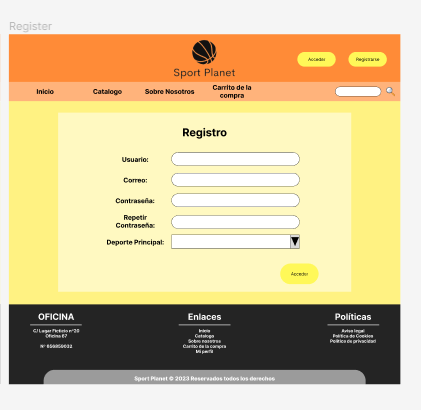 Register
Sport Planet
Acceder
Registrarse
Inicio
Catalogo
Sobre Nosotros
Carrito de la
compra
Registro
Usuario:
Correo:
Contraseña:
Repetir
Contraseña:
Deporte Principal:
Acceder
OFICINA
C/ Lugar Ficticio nº20
Oficina 67
Nº 656859032
Enlaces
Inicio
Catalogo
Sobre nosotros
Carrito de la compra
Mi perfil
Políticas
Aviso legal
Política de Cookies
Política de privacidad
Sport Planet © 2023 Reservados todos los derechos